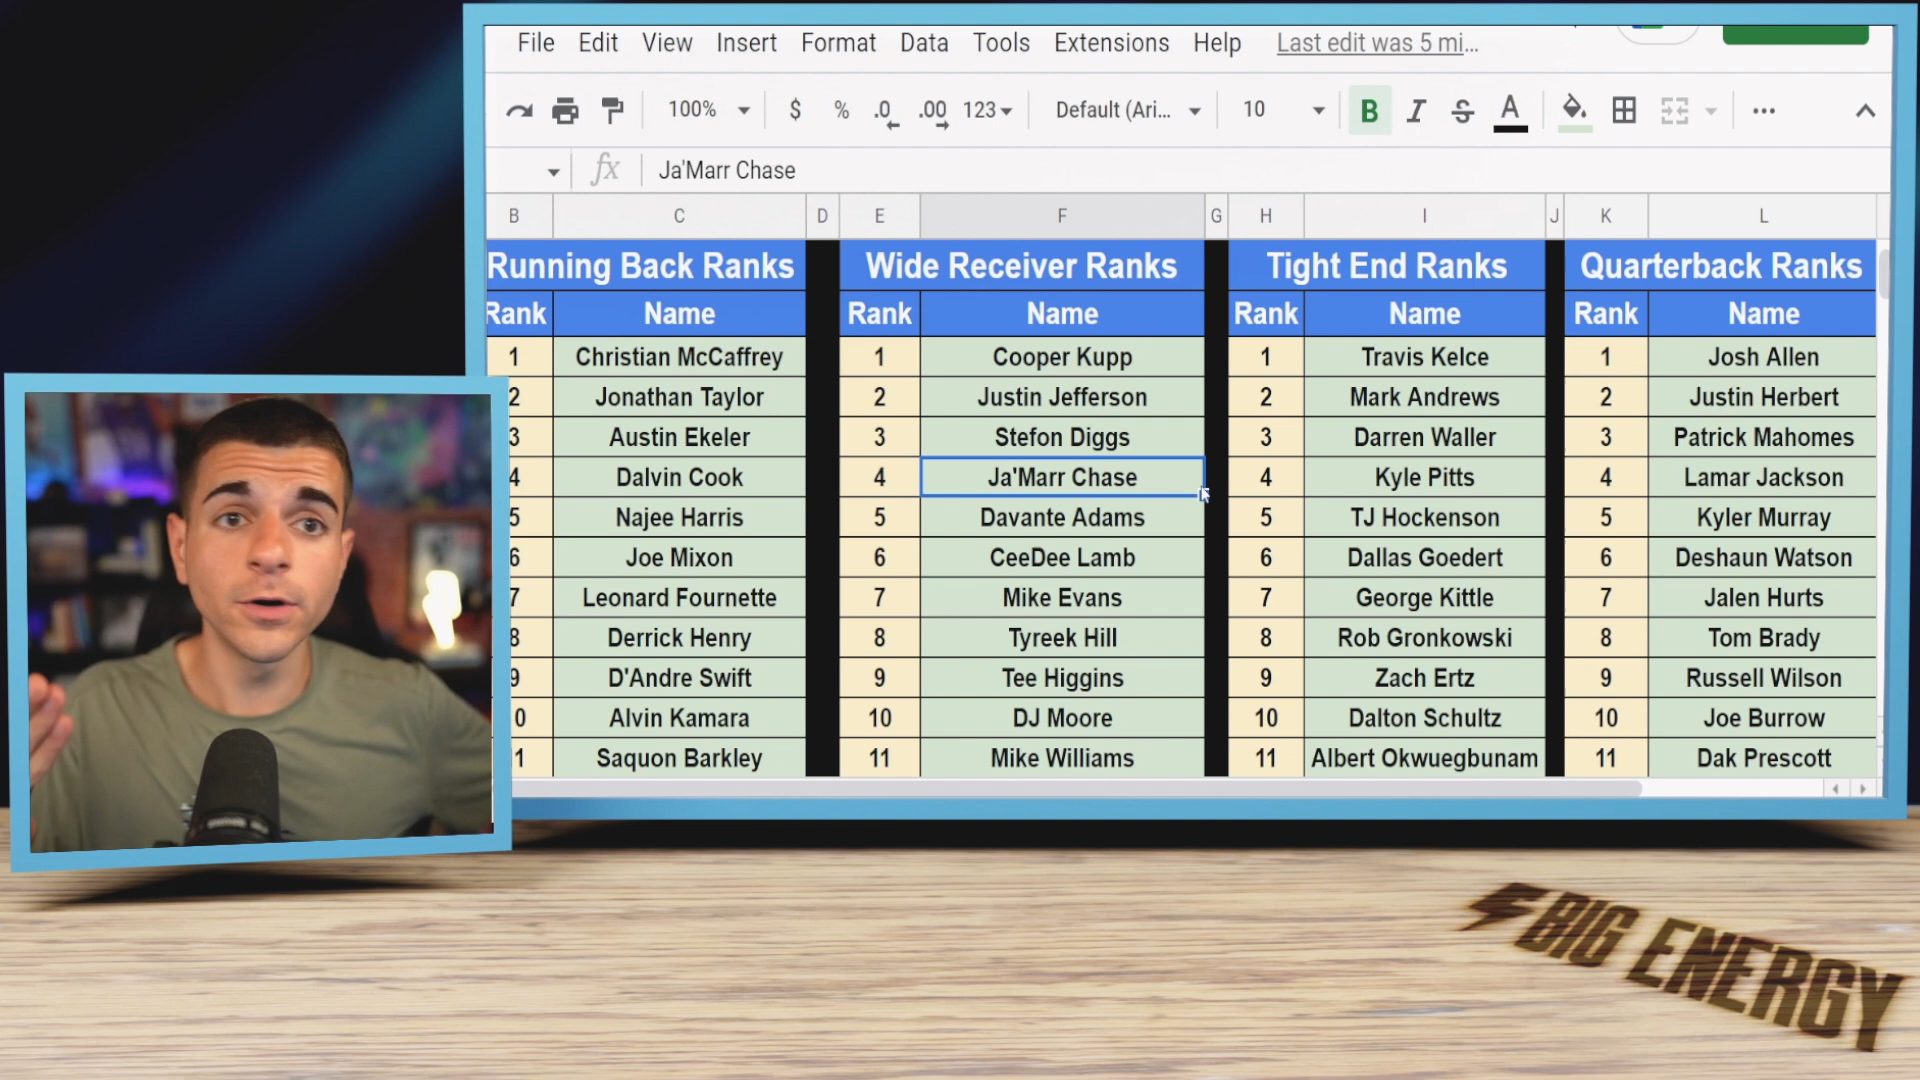 File Edit View Insert Format Data Tools Extensions Help Last edit was 5 mi...
100% $ % .0 .00 123 Default (Ari... 10 B I S A ...
fx Ja'Marr Chase
B C D E F G H I J K L
Running Back Ranks Wide Receiver Ranks Tight End Ranks Quarterback Ranks
Rank Name Rank Name Rank Name Rank Name
1 Christian McCaffrey 1 Cooper Kupp 1 Travis Kelce 1 Josh Allen
2 Jonathan Taylor 2 Justin Jefferson 2 Mark Andrews 2 Justin Herbert
3 Austin Ekeler 3 Stefon Diggs 3 Darren Waller 3 Patrick Mahomes
4 Dalvin Cook 4 Ja'Marr Chase 4 Kyle Pitts 4 Lamar Jackson
5 Najee Harris 5 Davante Adams 5 TJ Hockenson 5 Kyler Murray
6 Joe Mixon 6 CeeDee Lamb 6 Dallas Goedert 6 Deshaun Watson
7 Leonard Fournette 7 Mike Evans 7 George Kittle 7 Jalen Hurts
8 Derrick Henry 8 Tyreek Hill 8 Rob Gronkowski 8 Tom Brady
9 D'Andre Swift 9 Tee Higgins 9 Zach Ertz 9 Russell Wilson
0 Alvin Kamara 10 DJ Moore 10 Dalton Schultz 10 Joe Burrow
1 Saquon Barkley 11 Mike Williams 11 Albert Okwuegbunam 11 Dak Prescott
BIG ENERGY